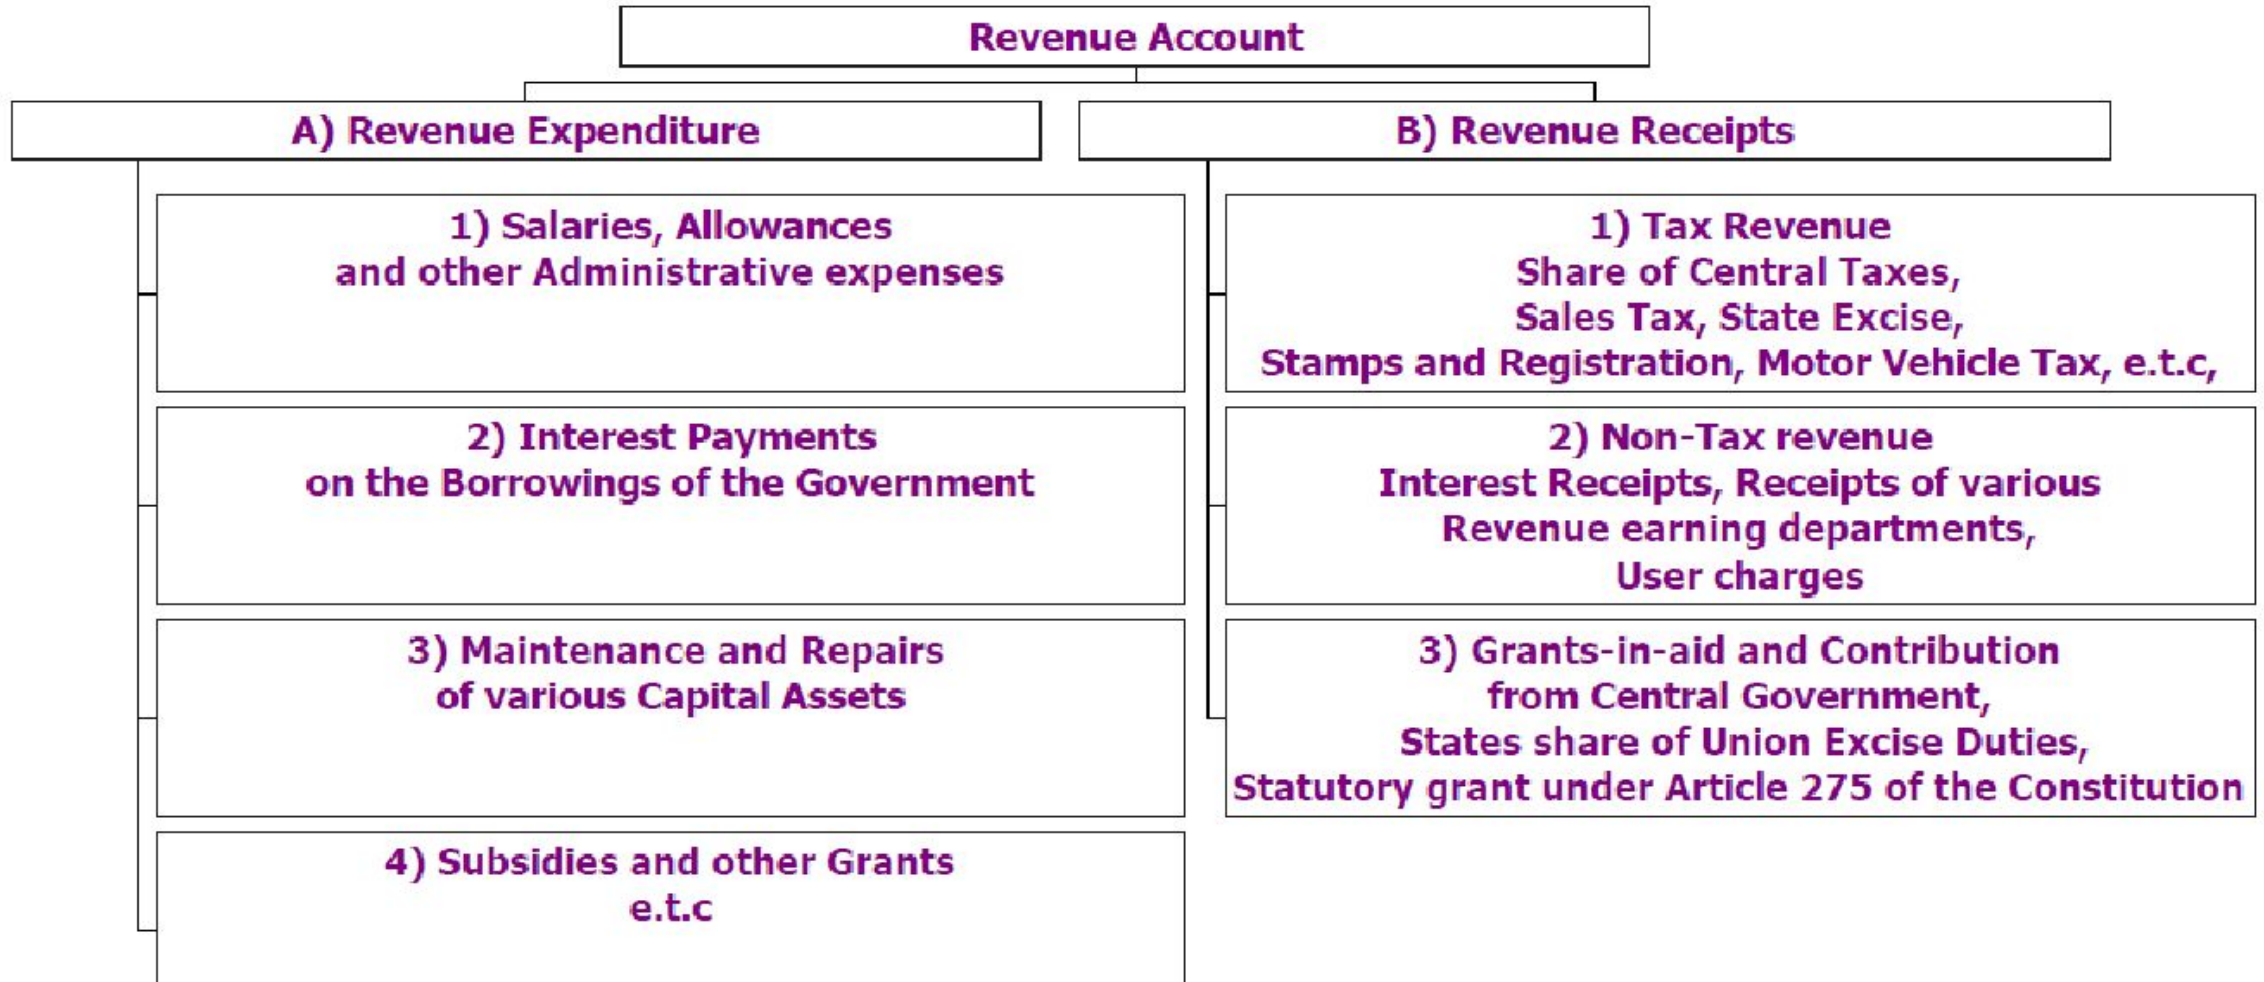 Revenue Account
A) Revenue Expenditure
B) Revenue Receipts
1) Salaries, Allowances
and other Administrative expenses
2) Interest Payments
on the Borrowings of the Government
3) Maintenance and Repairs
of various Capital Assets
4) Subsidies and other Grants
e.t.c
1) Tax Revenue
Share of Central Taxes,
Sales Tax, State Excise,
Stamps and Registration, Motor Vehicle Tax, e.t.c,
2) Non-Tax revenue
Interest Receipts, Receipts of various
Revenue earning departments,
User charges
3) Grants-in-aid and Contribution
from Central Government,
States share of Union Excise Duties,
Statutory grant under Article 275 of the Constitution